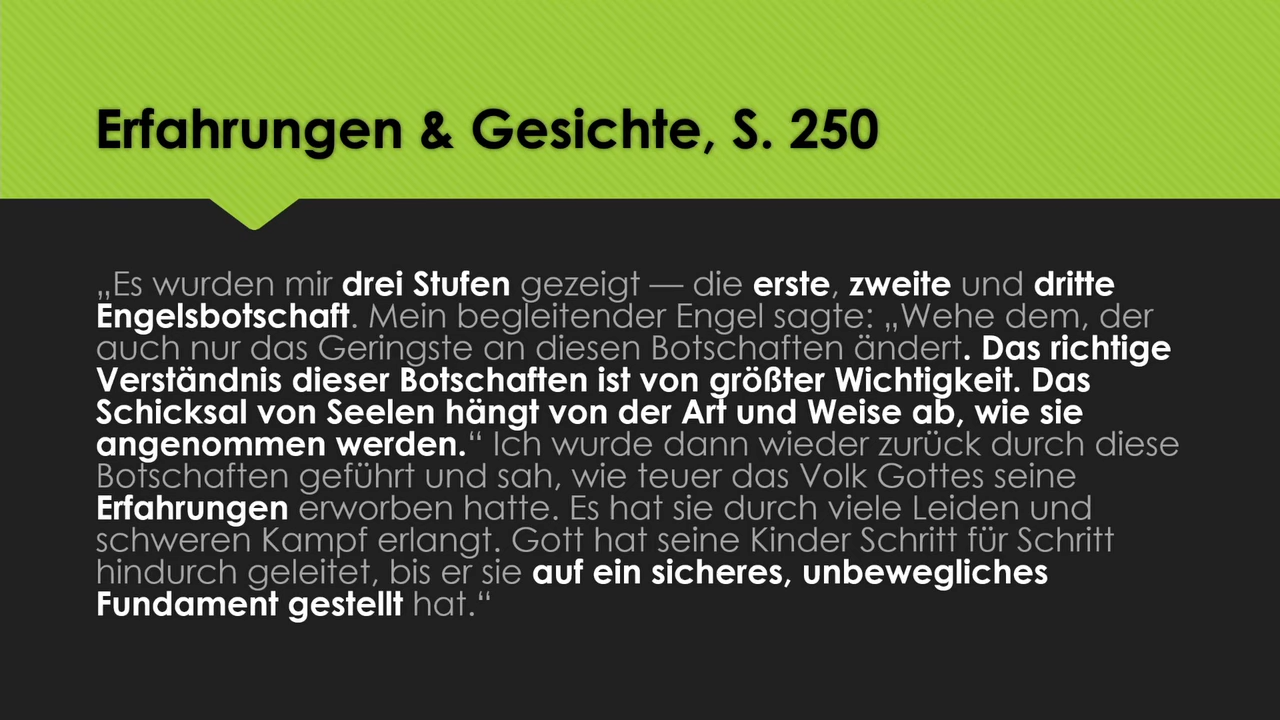 Erfahrungen & Gesichte, S. 250
„Es wurden mir drei Stufen gezeigt — die erste, zweite und dritte
Engelsbotschaft. Mein begleitender Engel sagte: „Wehe dem, der
auch nur das Geringste an diesen Botschaften ändert. Das richtige
Verständnis dieser Botschaften ist von größter Wichtigkeit. Das
Schicksal von Seelen hängt von der Art und Weise ab, wie sie
angenommen werden.“ Ich wurde dann wieder zurück durch diese
Botschaften geführt und sah, wie teuer das Volk Gottes seine
Erfahrungen erworben hatte. Es hat sie durch viele Leiden und
schweren Kampf erlangt. Gott hat seine Kinder Schritt für Schritt
hindurch geleitet, bis er sie auf ein sicheres, unbewegliches
Fundament gestellt hat.“